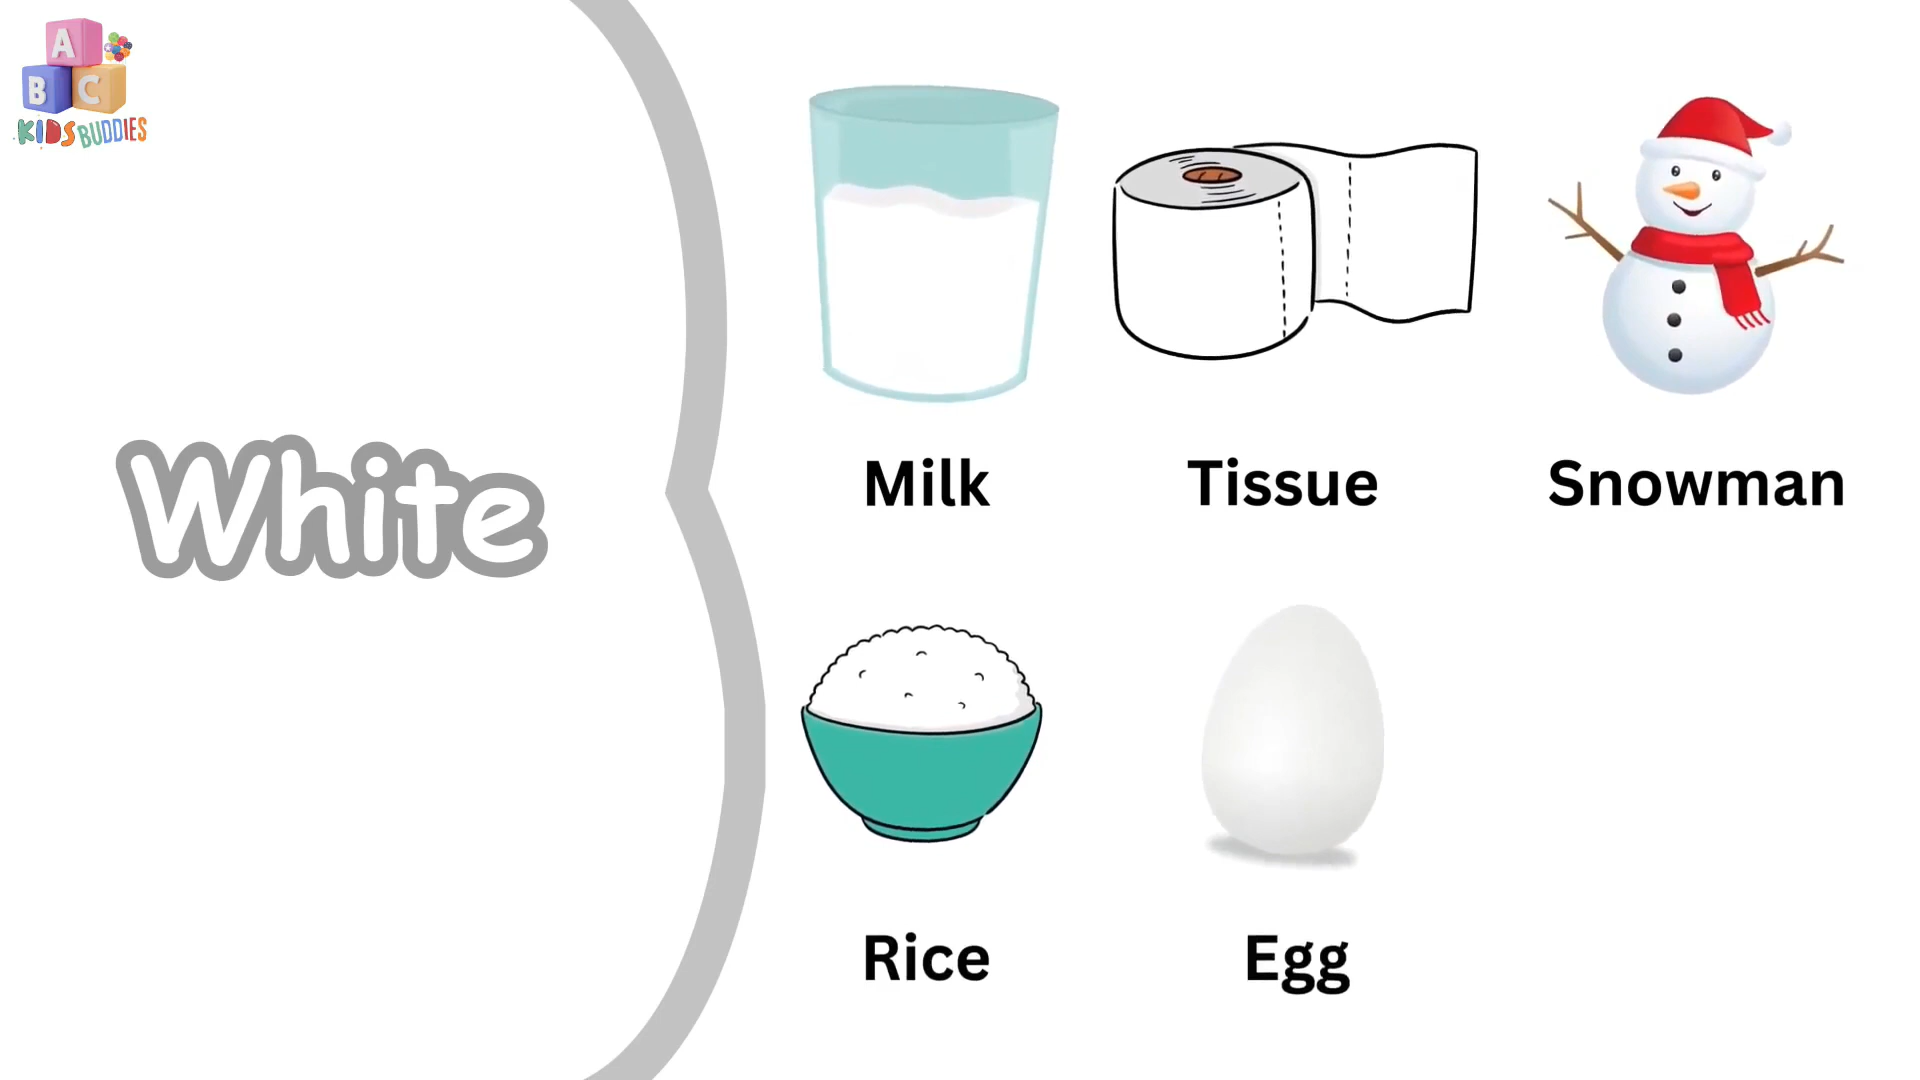 A
B C
KIDS BUDDIES
White
Milk
Tissue
Snowman
Rice
Egg